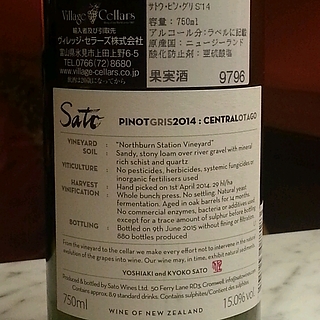 Village Cellars
輸入者及び引取先
ヴィレッジ・セラーズ株式会社
富山県氷見市上田上野6-5
TEL0766(72)8680
www.village-cellars.co.jp
サトウ・ピノ・グリ S'14
容量：750ml
アルコール分：ラベルに記載
原産国：ニュージーランド
酸化防止剤：亜硫酸塩
果実酒
9796
Sato
PINOTGRIS2014 : CENTRALOTAGO
VINEYARD : "Northburn Station Vineyard"
SOIL : Sandy, stony loam over river gravel with mineral
rich schist and quartz
VITICULTURE : No pesticides, herbicides, systemic fungicides or
inorganic fertilisers used
HARVEST : Hand picked on 1st April 2014. 29 hl/ha
VINIFICATION : Whole bunch press. No settling. Natural yeast
fermentation. Aged in oak barrels for 14 months.
No commercial enzymes, bacteria or additives used
except for a trace amount of sulphur before bottling
BOTTLING : Bottled on 9th June 2015 without fining or filtration.
880 bottles produced
From the vineyard to the cellar we make every effort not to intervene in the natural
evolution of the grapes into wine. Our wine may, in time, exhibit natural sediments.
YOSHIAKI and KYOKO SATO
Produced & bottled by Sato Wines Ltd. 50 Ferry Lane RD3, Cromwell
Contains approx. 8.9 standard drinks. Contains sulphites/Contient des sulphites
750ml
15.0%vol
WINE OF NEW ZEALAND